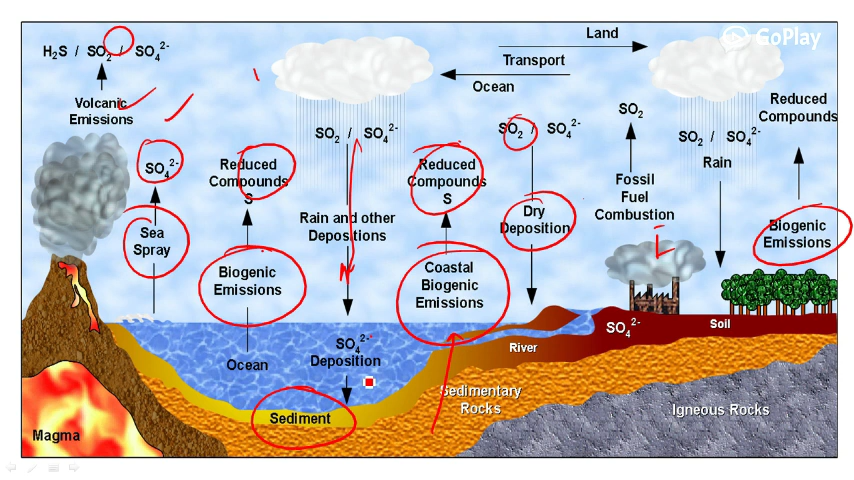 H₂S / SO₂ / SO₄²⁻
Volcanic
Emissions
Land
Transport
Ocean
GoPlay
SO₂ / SO₄²⁻
SO₂ / SO₄²⁻
SO₂
Reduced
Compounds
SO₂ / SO₄²⁻
Rain
SO₄²⁻
Reduced
Compounds
S
Reduced
Compounds
S
Fossil
Fuel
Combustion
Sea
Spray
Rain and other
Depositions
Dry
Deposition
Biogenic
Emissions
Biogenic
Emissions
Coastal
Biogenic
Emissions
SO₄²⁻
Deposition
Ocean
River
SO₄²⁻
Soil
Sediment
Sedimentary
Rocks
Igneous Rocks
Magma